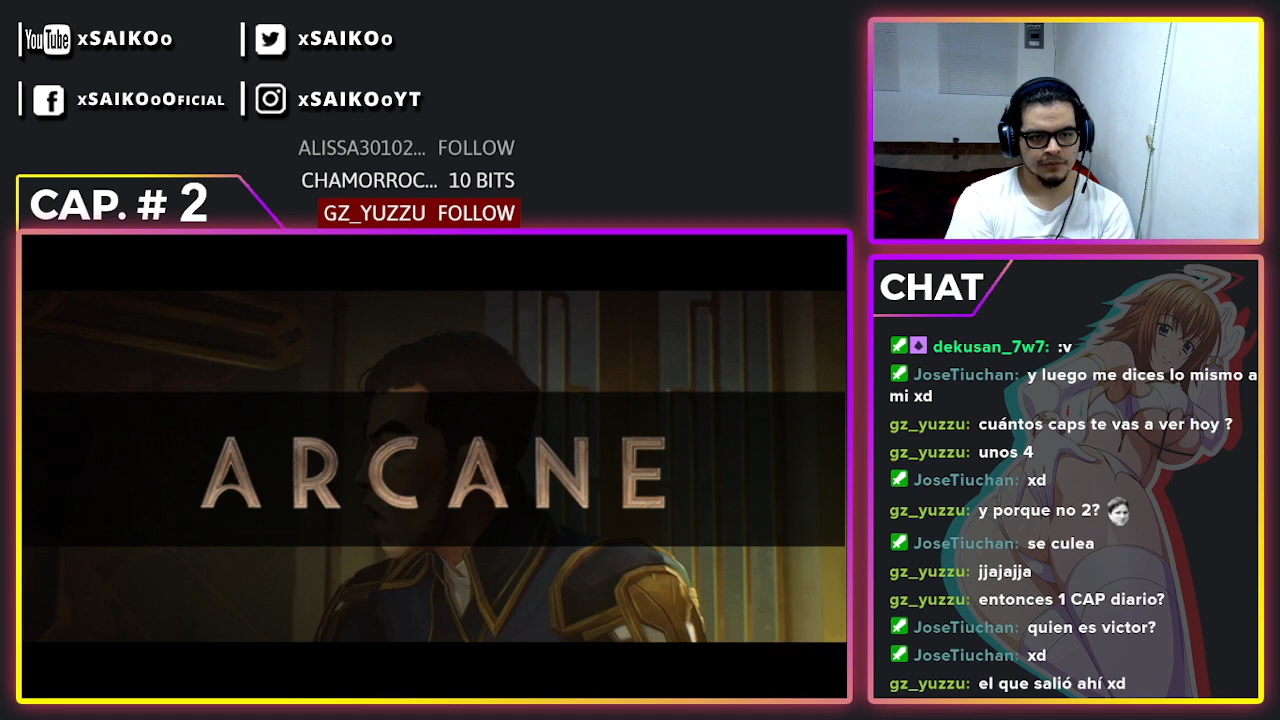 YouTube xSAIKOo
xSAIKOo
xSAIKOoOficial
xSAIKOoYT
ALISSA30102... FOLLOW
CHAMORROC... 10 BITS
GZ_YUZZU FOLLOW
CAP. # 2
ARCANE
CHAT
dekusan_7w7: :v
JoseTiuchan: y luego me dices lo mismo a
mi xd
gz_yuzzu: cuántos caps te vas a ver hoy ?
gz_yuzzu: unos 4
JoseTiuchan: xd
gz_yuzzu: y porque no 2?
JoseTiuchan: se culea
gz_yuzzu: jjajajja
gz_yuzzu: entonces 1 CAP diario?
JoseTiuchan: quien es victor?
JoseTiuchan: xd
gz_yuzzu: el que salió ahí xd